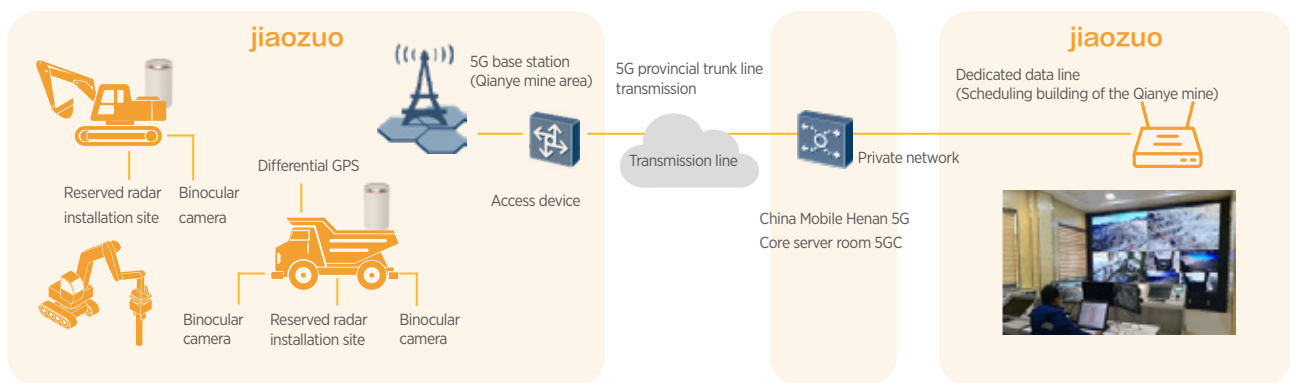 jiaozuo
5G base station
(Qianye mine area)
Access device
Reserved radar
installation site
Binocular
camera
Differential GPS
Binocular
camera
Reserved radar
installation site
Binocular
camera
5G provincial trunk line
transmission
Transmission line
Private network
China Mobile Henan 5G
Core server room 5GC
jiaozuo
Dedicated data line
(Scheduling building of the Qianye mine)